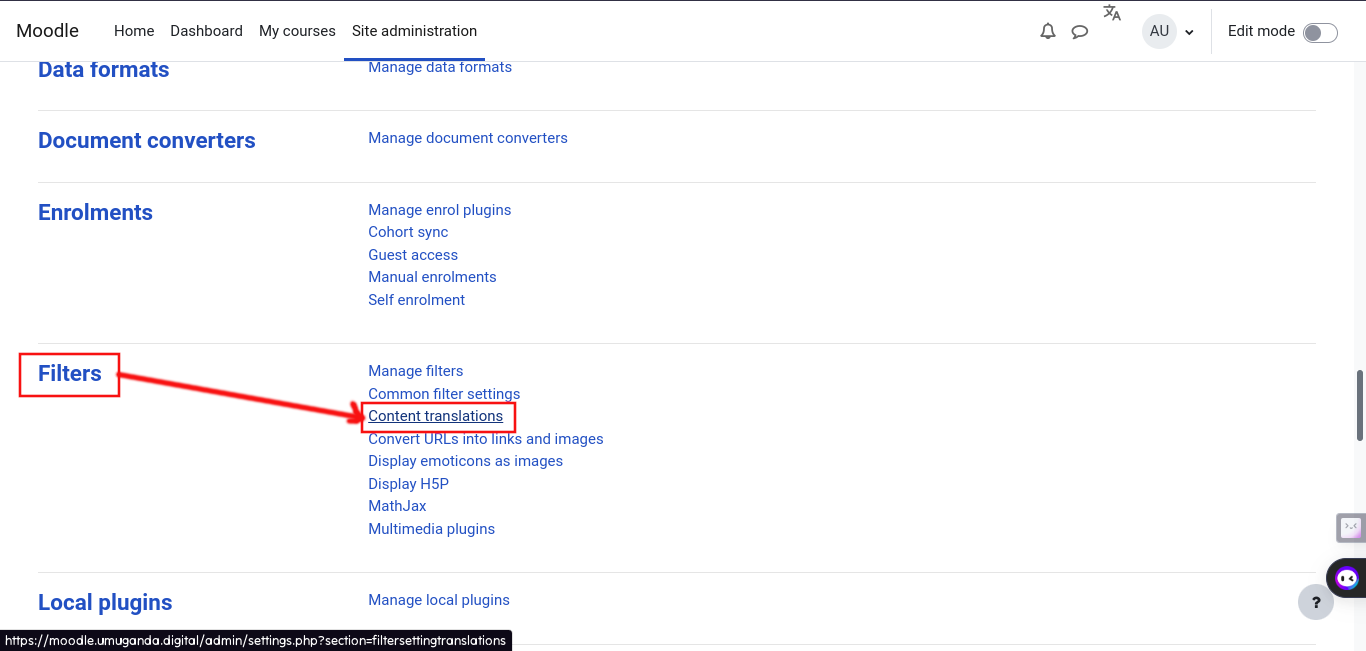 Moodle Home Dashboard My courses Site administration AU Edit mode
Data formats Manage data formats
Document converters Manage document converters
Enrolments Manage enrol plugins
Cohort sync
Guest access
Manual enrolments
Self enrolment
Filters Manage filters
Common filter settings
Content translations
Convert URLs into links and images
Display emoticons as images
Display H5P
MathJax
Multimedia plugins
Local plugins Manage local plugins
?
https://moodle.umuganda.digital/admin/settings.php?section=filtersettingtranslations